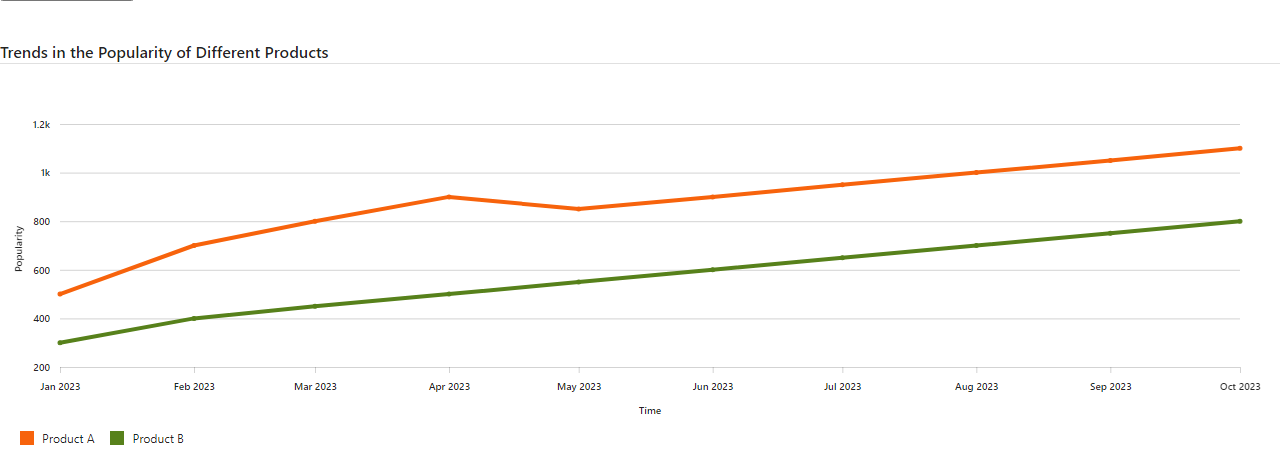 Trends in the Popularity of Different Products
1.2k
1k
800
600
400
200
Popularity
Jan 2023 Feb 2023 Mar 2023 Apr 2023 May 2023 Jun 2023 Jul 2023 Aug 2023 Sep 2023 Oct 2023
Time
Product A Product B